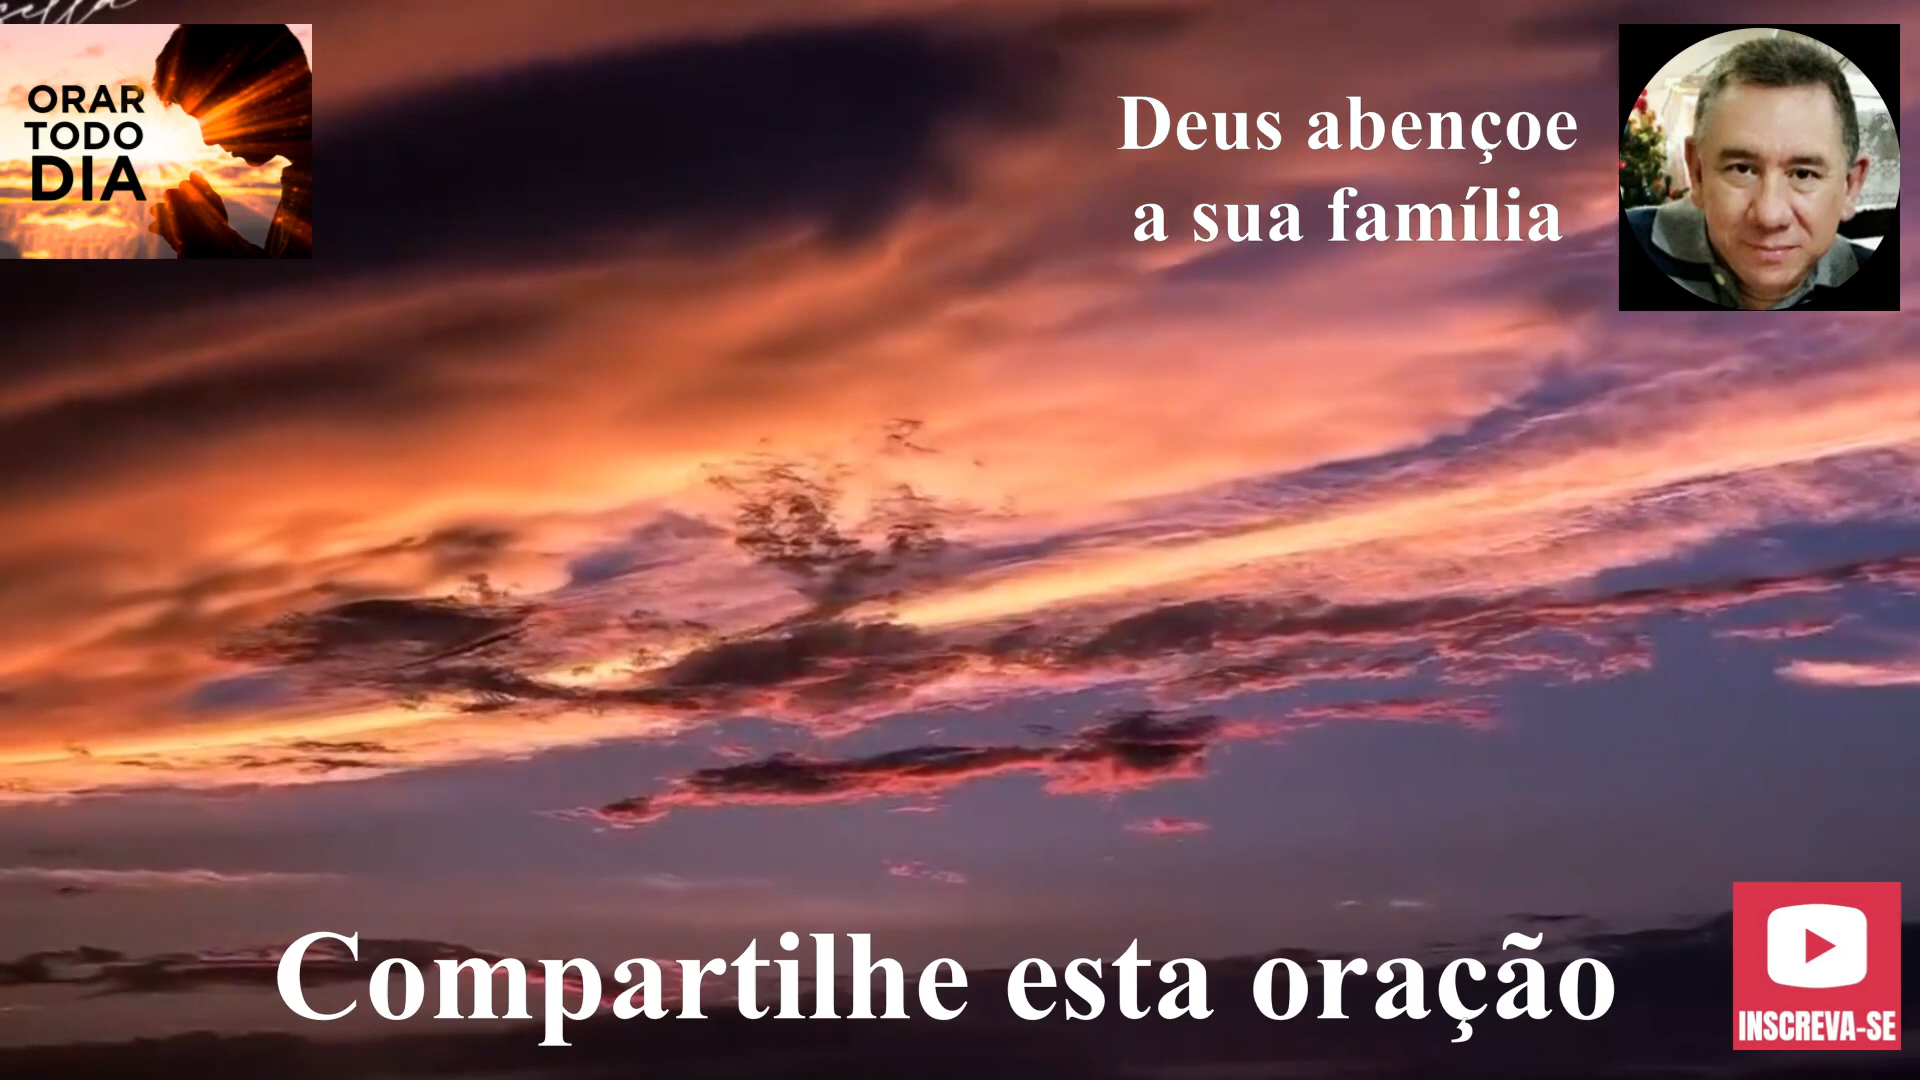 ORAR
TODO
DIA
Deus abençoe
a sua família
Compartilhe esta oração
INSCREVA-SE